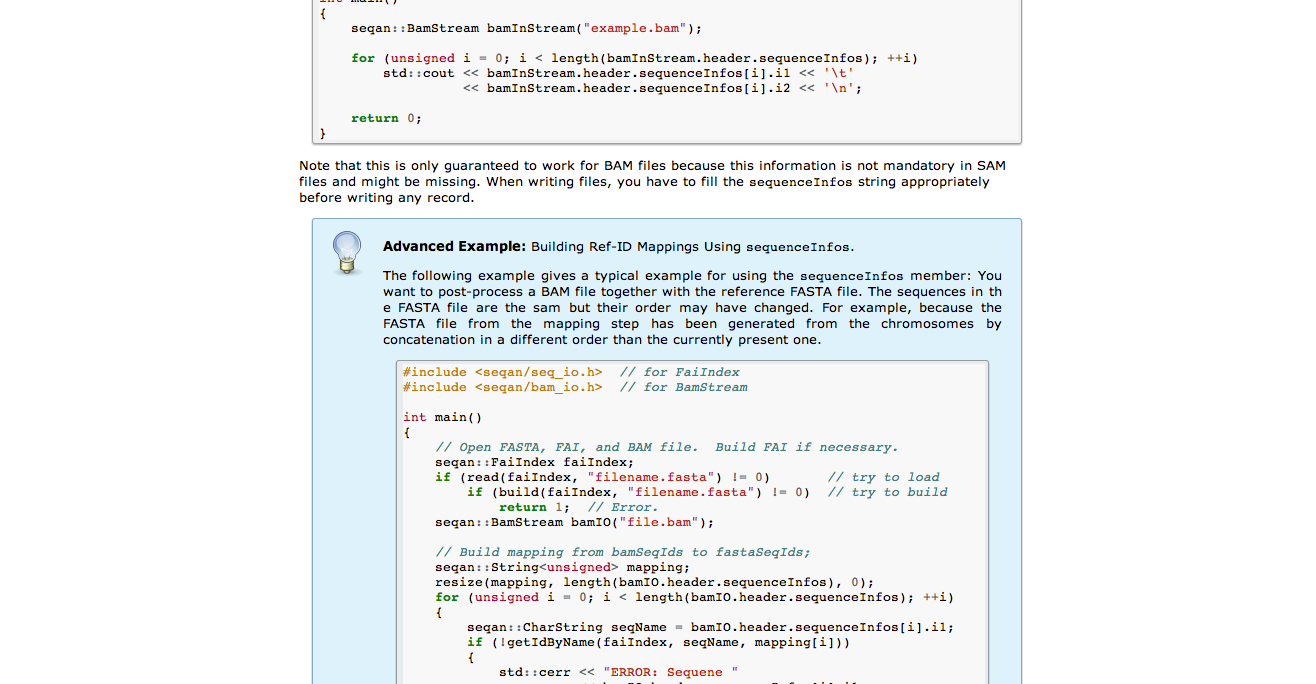 {
    seqan::BamStream bamInStream("example.bam");
    for (unsigned i = 0; i < length(bamInStream.header.sequenceInfos); ++i)
        std::cout << bamInStream.header.sequenceInfos[i].i1 << '\t'
                  << bamInStream.header.sequenceInfos[i].i2 << '\n';
    return 0;
}
Note that this is only guaranteed to work for BAM files because this information is not mandatory in SAM
files and might be missing. When writing files, you have to fill the sequenceInfos string appropriately
before writing any record.
Advanced Example: Building Ref-ID Mappings Using sequenceInfos.
The following example gives a typical example for using the sequenceInfos member: You
want to post-process a BAM file together with the reference FASTA file. The sequences in th
e FASTA file are the sam but their order may have changed. For example, because the
FASTA file from the mapping step has been generated from the chromosomes by
concatenation in a different order than the currently present one.
#include <seqan/seq_io.h>  // for FaiIndex
#include <seqan/bam_io.h>  // for BamStream
int main()
{
    // Open FASTA, FAI, and BAM file.  Build FAI if necessary.
    seqan::FaiIndex faiIndex;
    if (read(faiIndex, "filename.fasta") != 0)       // try to load
        if (build(faiIndex, "filename.fasta") != 0)  // try to build
            return 1;  // Error.
    seqan::BamStream bamIO("file.bam");
    // Build mapping from bamSeqIds to fastaSeqIds;
    seqan::String<unsigned> mapping;
    resize(mapping, length(bamIO.header.sequenceInfos), 0);
    for (unsigned i = 0; i < length(bamIO.header.sequenceInfos); ++i)
    {
        seqan::CharString seqName = bamIO.header.sequenceInfos[i].i1;
        if (!getIdByName(faiIndex, seqName, mapping[i]))
        {
            std::cerr << "ERROR: Sequene "